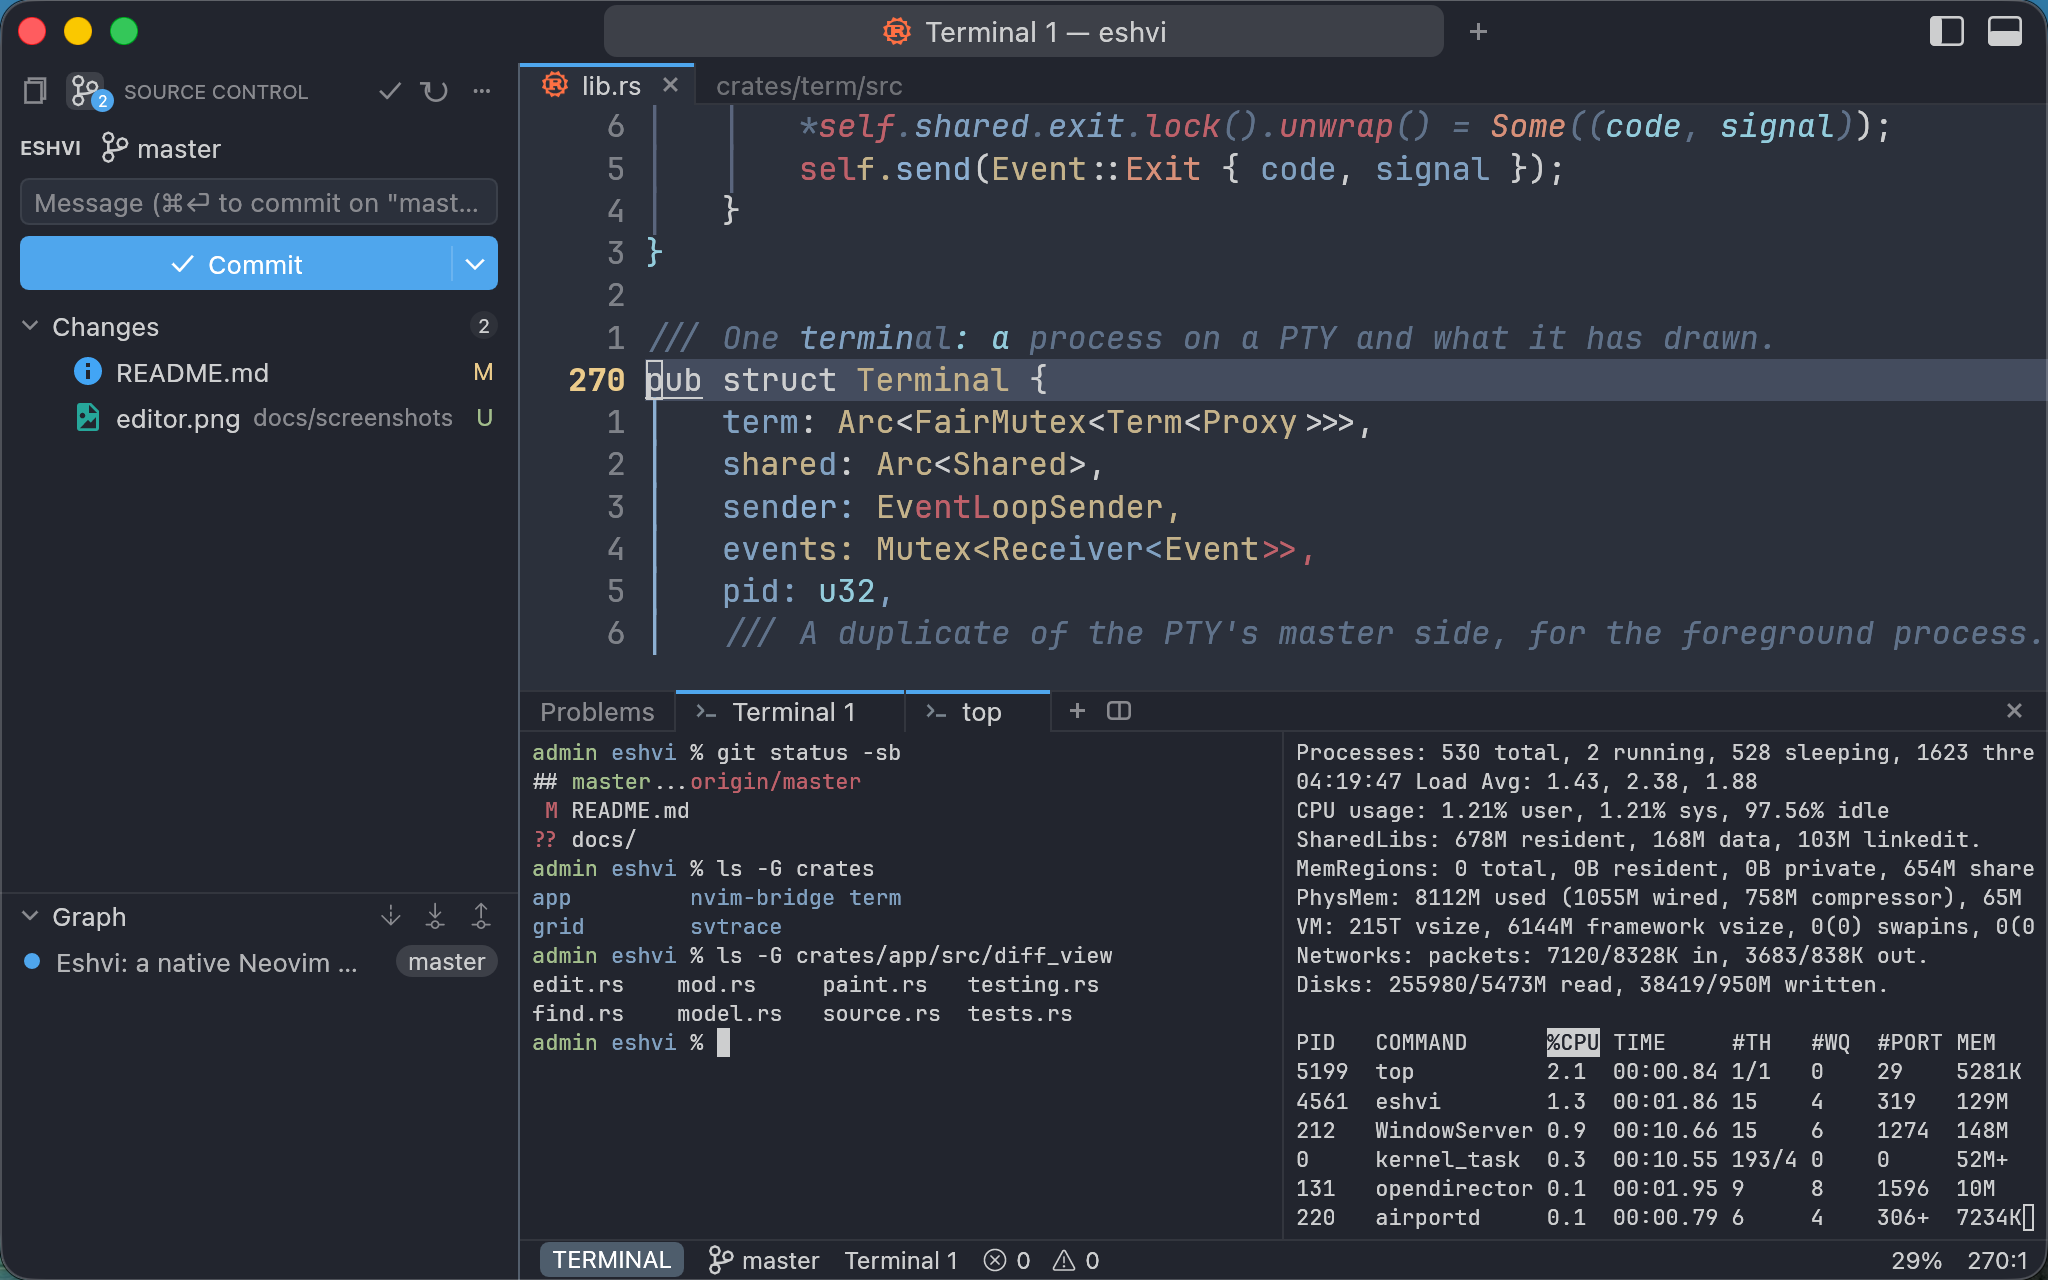 Terminal 1 — eshvi
2 SOURCE CONTROL
ESHVI master
Message (⌘⏎ to commit on "mast...
Commit
Changes 2
README.md M
editor.png docs/screenshots U
Graph
Eshvi: a native Neovim ... master
lib.rs crates/term/src
6 *self.shared.exit.lock().unwrap() = Some((code, signal));
5 self.send(Event::Exit { code, signal });
4 }
3 }
2
1 /// One terminal: a process on a PTY and what it has drawn.
270 pub struct Terminal {
1 term: Arc<FairMutex<Term<Proxy>>>,
2 shared: Arc<Shared>,
3 sender: EventLoopSender,
4 events: Mutex<Receiver<Event>>,
5 pid: u32,
6 /// A duplicate of the PTY's master side, for the foreground process.
Problems Terminal 1 top
admin eshvi % git status -sb
## master...origin/master
M README.md
?? docs/
admin eshvi % ls -G crates
app nvim-bridge term
grid svtrace
admin eshvi % ls -G crates/app/src/diff_view
edit.rs mod.rs paint.rs testing.rs
find.rs model.rs source.rs tests.rs
admin eshvi %
Processes: 530 total, 2 running, 528 sleeping, 1623 thre
04:19:47 Load Avg: 1.43, 2.38, 1.88
CPU usage: 1.21% user, 1.21% sys, 97.56% idle
SharedLibs: 678M resident, 168M data, 103M linkedit.
MemRegions: 0 total, 0B resident, 0B private, 654M share
PhysMem: 8112M used (1055M wired, 758M compressor), 65M
VM: 215T vsize, 6144M framework vsize, 0(0) swapins, 0(0
Networks: packets: 7120/8328K in, 3683/838K out.
Disks: 255980/5473M read, 38419/950M written.
PID COMMAND %CPU TIME #TH #WQ #PORT MEM
5199 top 2.1 00:00.84 1/1 0 29 5281K
4561 eshvi 1.3 00:01.86 15 4 319 129M
212 WindowServer 0.9 00:10.66 15 6 1274 148M
0 kernel_task 0.3 00:10.55 193/4 0 0 52M+
131 opendirector 0.1 00:01.95 9 8 1596 10M
220 airportd 0.1 00:00.79 6 4 306+ 7234K
TERMINAL master Terminal 1 0 0 29% 270:1